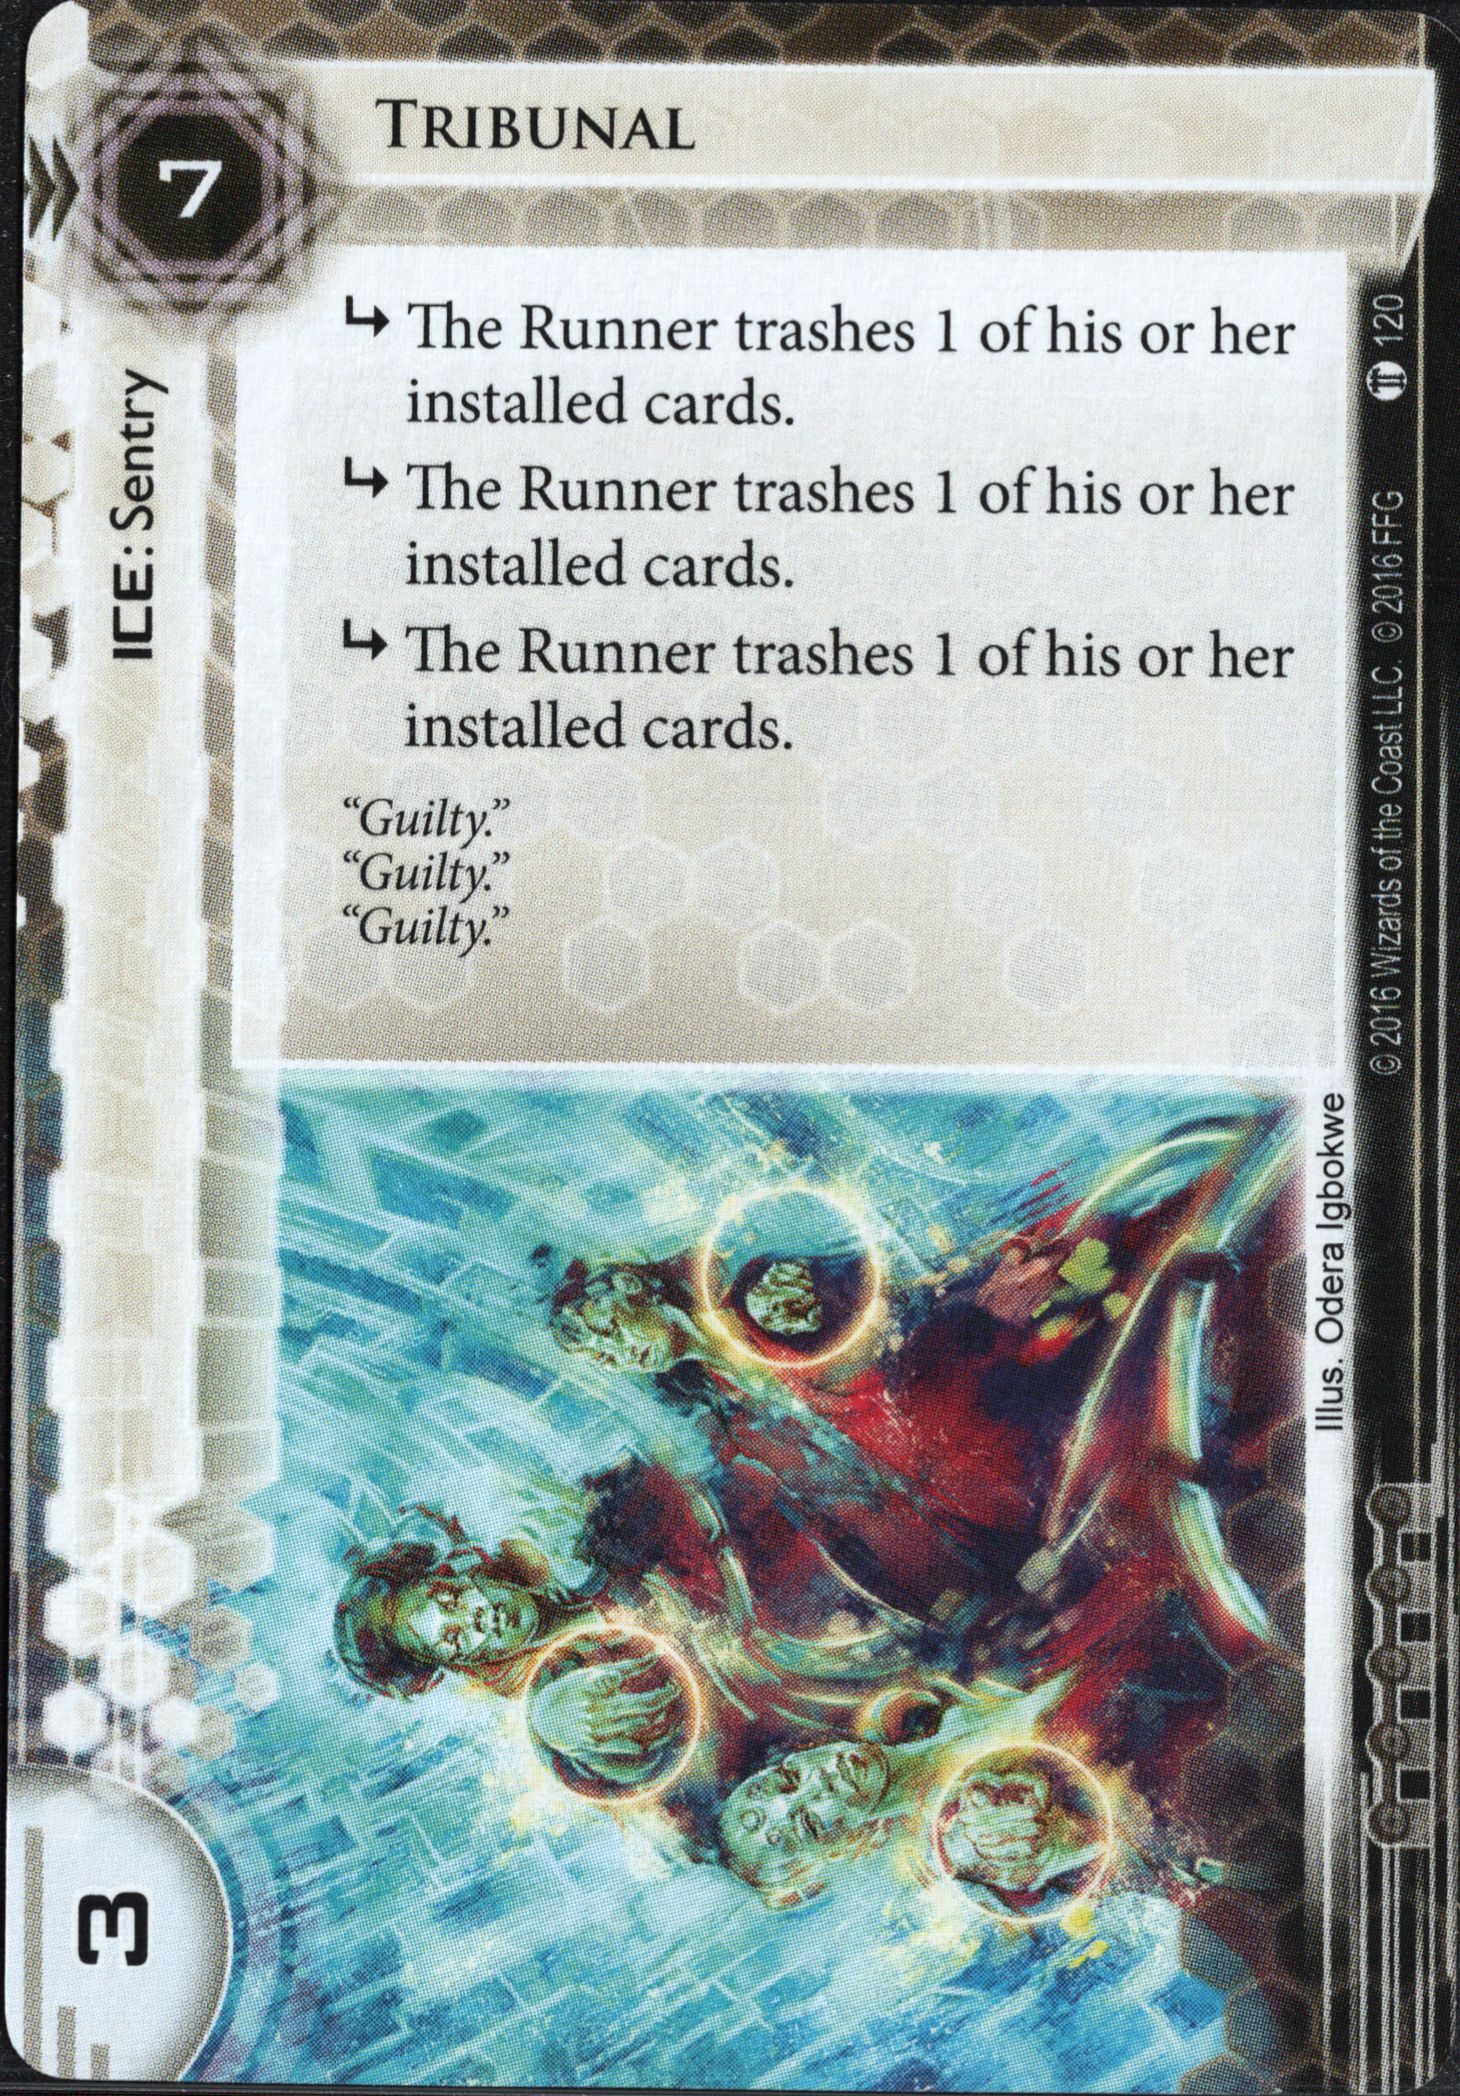 TRIBUNAL
7
ICE: Sentry
↳ The Runner trashes 1 of his or her
installed cards.
↳ The Runner trashes 1 of his or her
installed cards.
↳ The Runner trashes 1 of his or her
installed cards.
“Guilty.”
“Guilty.”
“Guilty.”
3
Illus. Odera Igbokwe
© 2016 Wizards of the Coast LLC. © 2016 FFG
120